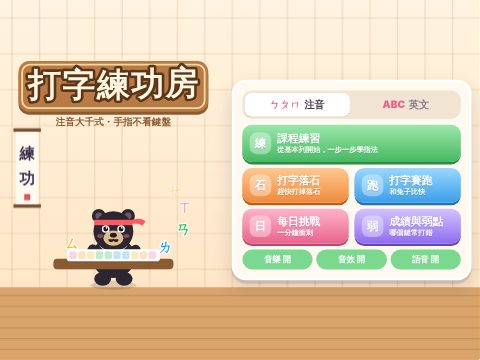 打字練功房
注音大千式·手指不看鍵盤
練功
ㄘ
ㄒ
ㄢ
ㄙ
ㄌ
ㄅㄆㄇ 注音
ABC 英文
練 課程練習
從基本列開始，一步一步學指法
石 打字落石
趕快打掉落石
跑 打字賽跑
和兔子比快
日 每日挑戰
一分鐘衝刺
弱 成績與弱點
哪個鍵常打錯
音樂 開
音效 開
語音 開